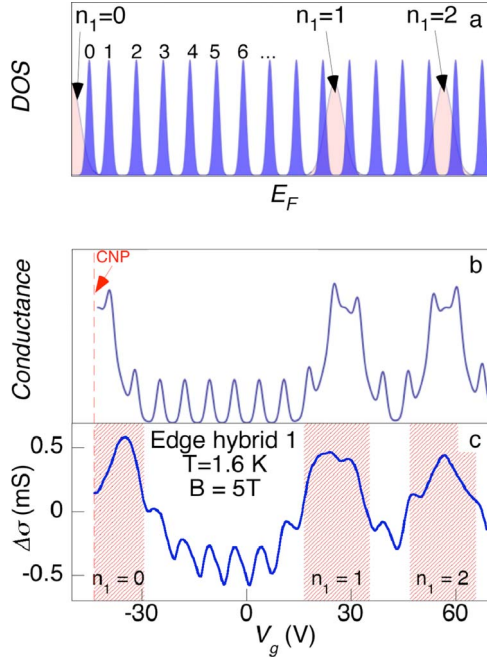 n₁=0
n₁=1
n₁=2
a
0 1 2 3 4 5 6 ...
DOS
E_F
CNP
b
Conductance
Edge hybrid 1
c
T=1.6 K
B = 5T
0.5
0
-0.5
Δσ (mS)
n₁ = 0
n₁ = 1
n₁ = 2
-30 0 30 60
V_g (V)